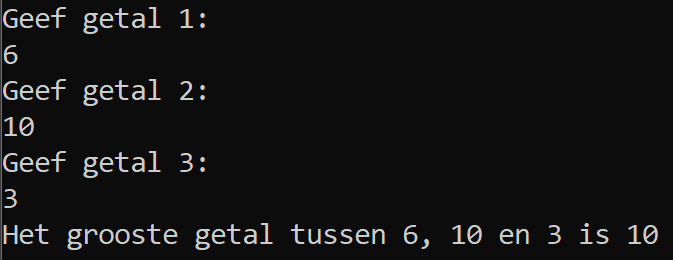 Geef getal 1:
6
Geef getal 2:
10
Geef getal 3:
3
Het grooste getal tussen 6, 10 en 3 is 10